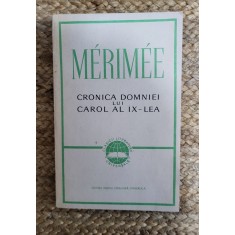 MÉRIMÉE
CRONICA DOMNIEI
LUI
CAROL AL IX-LEA